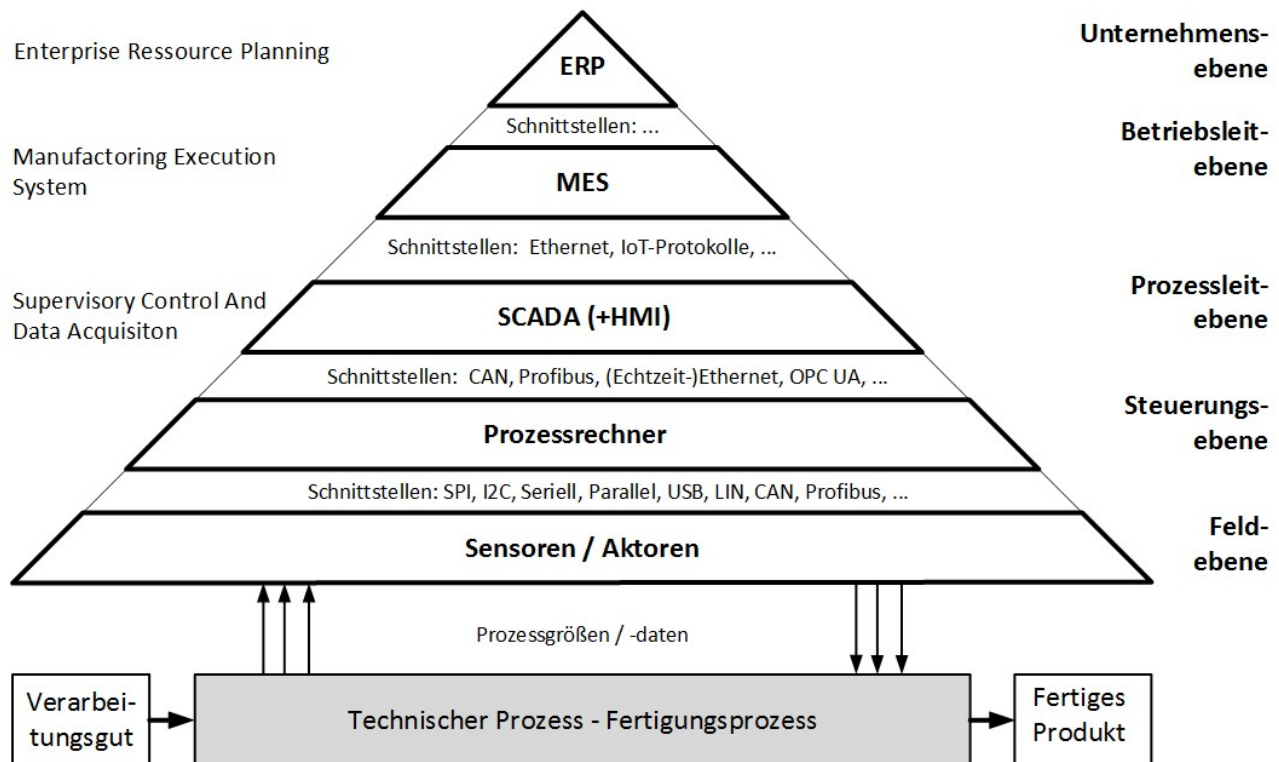 Enterprise Ressource Planning
ERP
Unternehmens-
ebene
Schnittstellen: ...
Betriebsleit-
ebene
Manufactoring Execution
System
MES
Schnittstellen: Ethernet, IoT-Protokolle, ...
Supervisory Control And
Data Acquisiton
SCADA (+HMI)
Prozessleit-
ebene
Schnittstellen: CAN, Profibus, (Echtzeit-)Ethernet, OPC UA, ...
Prozessrechner
Steuerungs-
ebene
Schnittstellen: SPI, I2C, Seriell, Parallel, USB, LIN, CAN, Profibus, ...
Sensoren / Aktoren
Feld-
ebene
Prozessgrößen / -daten
Verarbei-
tungsgut
Technischer Prozess - Fertigungsprozess
Fertiges
Produkt